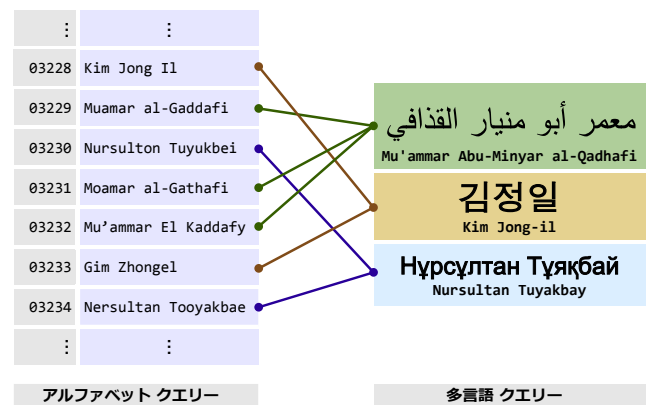 ⋮ ⋮
03228 Kim Jong Il
03229 Muamar al-Gaddafi
03230 Nursulton Tuyukbei
03231 Moamar al-Gathafi
03232 Mu’ammar El Kaddafy
03233 Gim Zhongel
03234 Nersultan Tooyakbae
⋮ ⋮
アルファベット クエリー
معمر أبو منيار القذافي
Mu'ammar Abu-Minyar al-Qadhafi
김정일
Kim Jong-il
Нұрсұлтан Тұяқбай
Nursultan Tuyakbay
多言語 クエリー